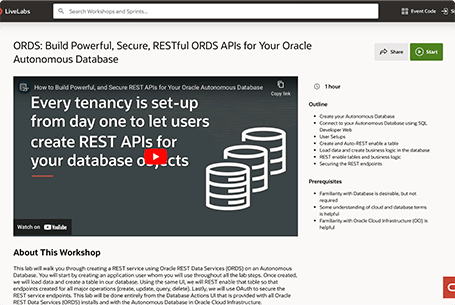 LiveLabs
Search Workshops and Sprints...
Event Code
ORDS: Build Powerful, Secure, RESTful ORDS APIs for Your Oracle
Autonomous Database
Share
Start
How to Build Powerful, and Secure REST APIs For Your Oracle Autonomous Database
Copy link
Every tenancy is set-up
from day one to let users
create REST APIs for
your database objects
Watch on YouTube
1 hour
Outline
Create your Autonomous Database
Connect to your Autonomous Database using SQL
Developer Web
User Setups
Create and Auto-REST enable a table
Load data and create business logic in the database
REST enable tables and business logic
Securing the REST endpoints
Prerequisites
Familiarity with Database is desirable, but not
required
Some understanding of cloud and database terms
is helpful
Familiarity with Oracle Cloud Infrastructure (OCI) is
helpful
About This Workshop
This lab will walk you through creating a REST service using Oracle REST Data Services (ORDS) on an Autonomous
Database. You will start by creating an application user whom you will use throughout all the lab steps. Once created,
we will load data and create a table in our database. Using the same UI, we will REST enable that table so that
endpoints created for all major operations [create, update, query, delete]. Lastly, we will use OAuth to secure the
REST endpoints. This lab will be done entirely from the Database Actions UI that is provided with all Oracle
REST Data Services (ORDS) installs and with the Autonomous Database in Oracle Cloud Infrastructure.